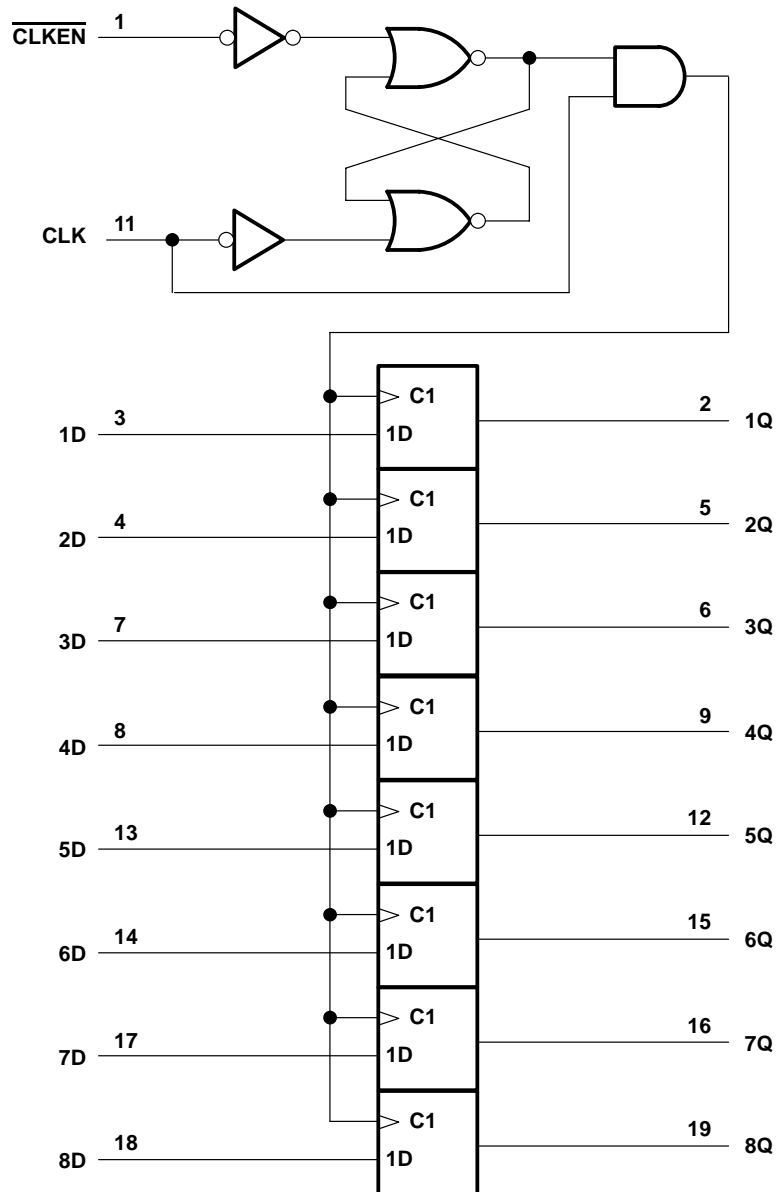 CLKEN 1
CLK 11
C1
1D 3 1D 2 1Q
C1
2D 4 1D 5 2Q
C1
3D 7 1D 6 3Q
C1
4D 8 1D 9 4Q
C1
5D 13 1D 12 5Q
C1
6D 14 1D 15 6Q
C1
7D 17 1D 16 7Q
C1
8D 18 1D 19 8Q